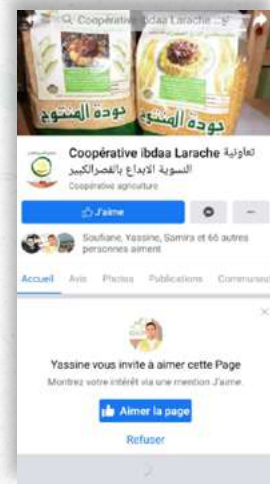 Coopérative ibdaa Larache
جودة المنتوج
جودة المنتوج
Coopérative ibdaa Larache تعاونية
النسوية الابداع بالقصرالكبير
Coopérative agriculture
J'aime
Soufiane, Yassine, Samira et 66 autres
personnes aiment
Accueil Avis Photos Publications Communaut
Yassine vous invite à aimer cette Page
Montrez votre intérêt via une mention J'aime.
Aimer la page
Refuser